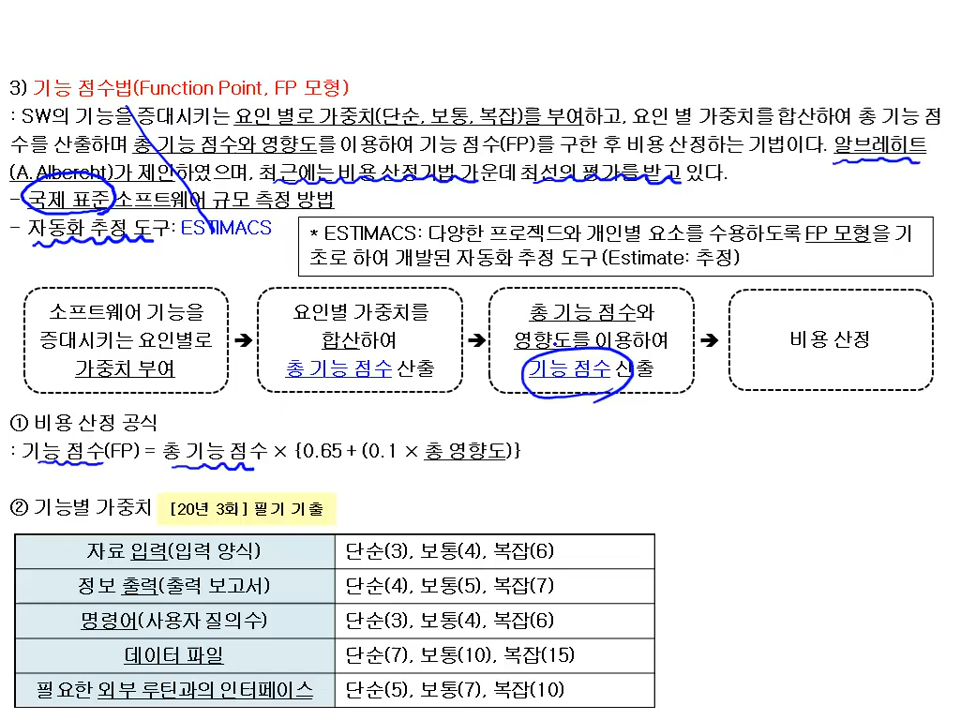 3) 기능 점수법(Function Point, FP 모형)
: SW의 기능을 증대시키는 요인 별로 가중치(단순, 보통, 복잡)를 부여하고, 요인 별 가중치를 합산하여 총 기능 점
수를 산출하며 총 기능 점수와 영향도를 이용하여 기능 점수(FP)를 구한 후 비용 산정하는 기법이다. 알브레히트
(A.Albercht)가 제안하였으며, 최근에는 비용 산정기법 가운데 최선의 평가를 받고 있다.
- 국제 표준 소프트웨어 규모 측정 방법
- 자동화 추정 도구: ESTIMACS
* ESTIMACS: 다양한 프로젝드와 개인별 요소를 수용하도록 FP 모형을 기
초로 하여 개발된 자동화 추정 도구(Estimate: 추정)
소프트웨어 기능을
증대시키는 요인별로
가중치 부여
➔
요인별 가중치를
합산하여
총 기능 점수 산출
➔
총 기능 점수와
영향도를 이용하여
기능 점수 산출
➔
비용 산정
① 비용 산정 공식
: 기능 점수(FP) = 총 기능 점수 × {0.65 + (0.1 × 총 영향도)}
② 기능별 가중치 [20년 3회] 필기 기출
자료 입력(입력 양식) 단순(3), 보통(4), 복잡(6)
정보 출력(출력 보고서) 단순(4), 보통(5), 복잡(7)
명령어(사용자 질의수) 단순(3), 보통(4), 복잡(6)
데이터 파일 단순(7), 보통(10), 복잡(15)
필요한 외부 루틴과의 인터페이스 단순(5), 보통(7), 복잡(10)